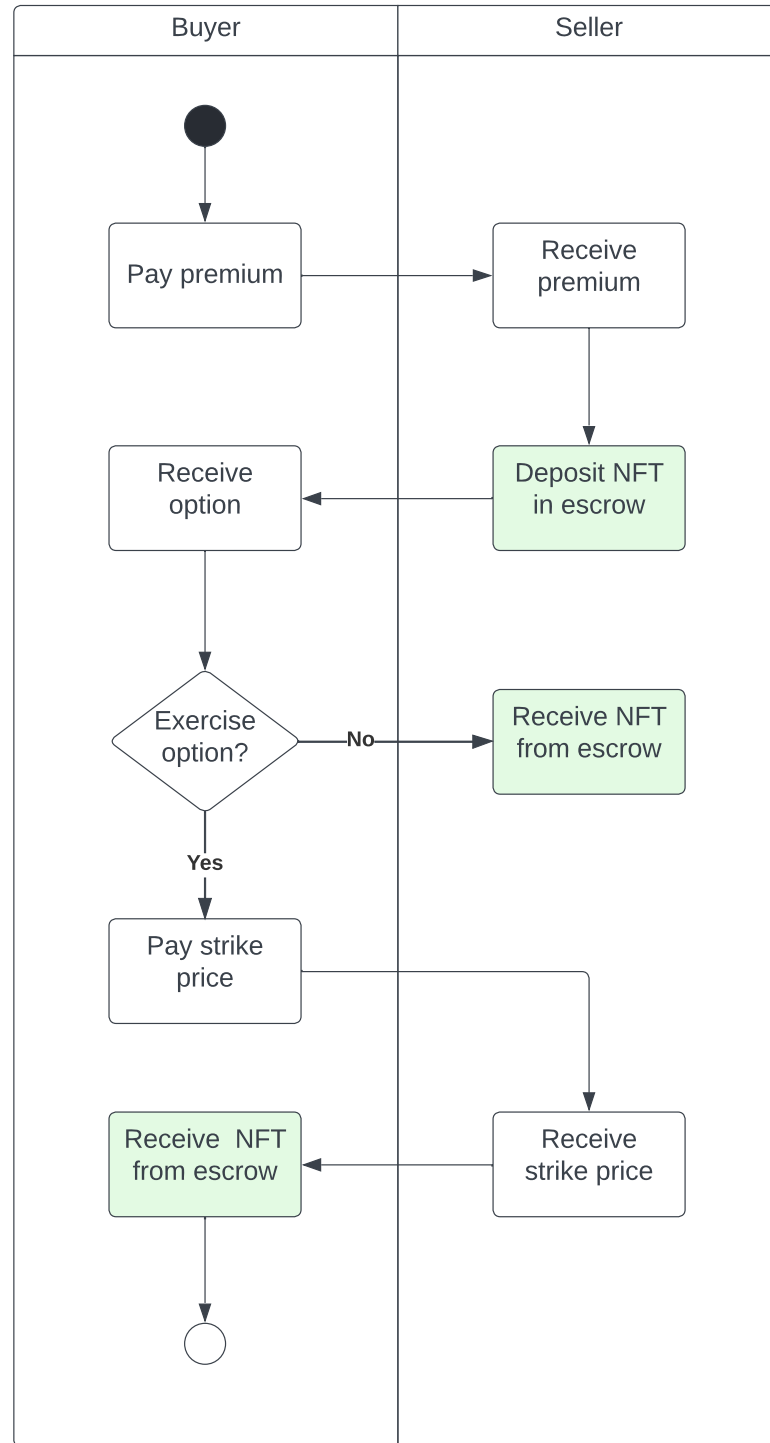 Buyer
Seller
Pay premium
Receive
premium
Receive
option
Deposit NFT
in escrow
Exercise
option?
No
Receive NFT
from escrow
Yes
Pay strike
price
Receive  NFT
from escrow
Receive
strike price